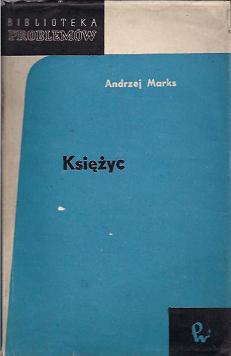 BIBLIOTEKA
PROBLEMÓW
Andrzej Marks
Księżyc